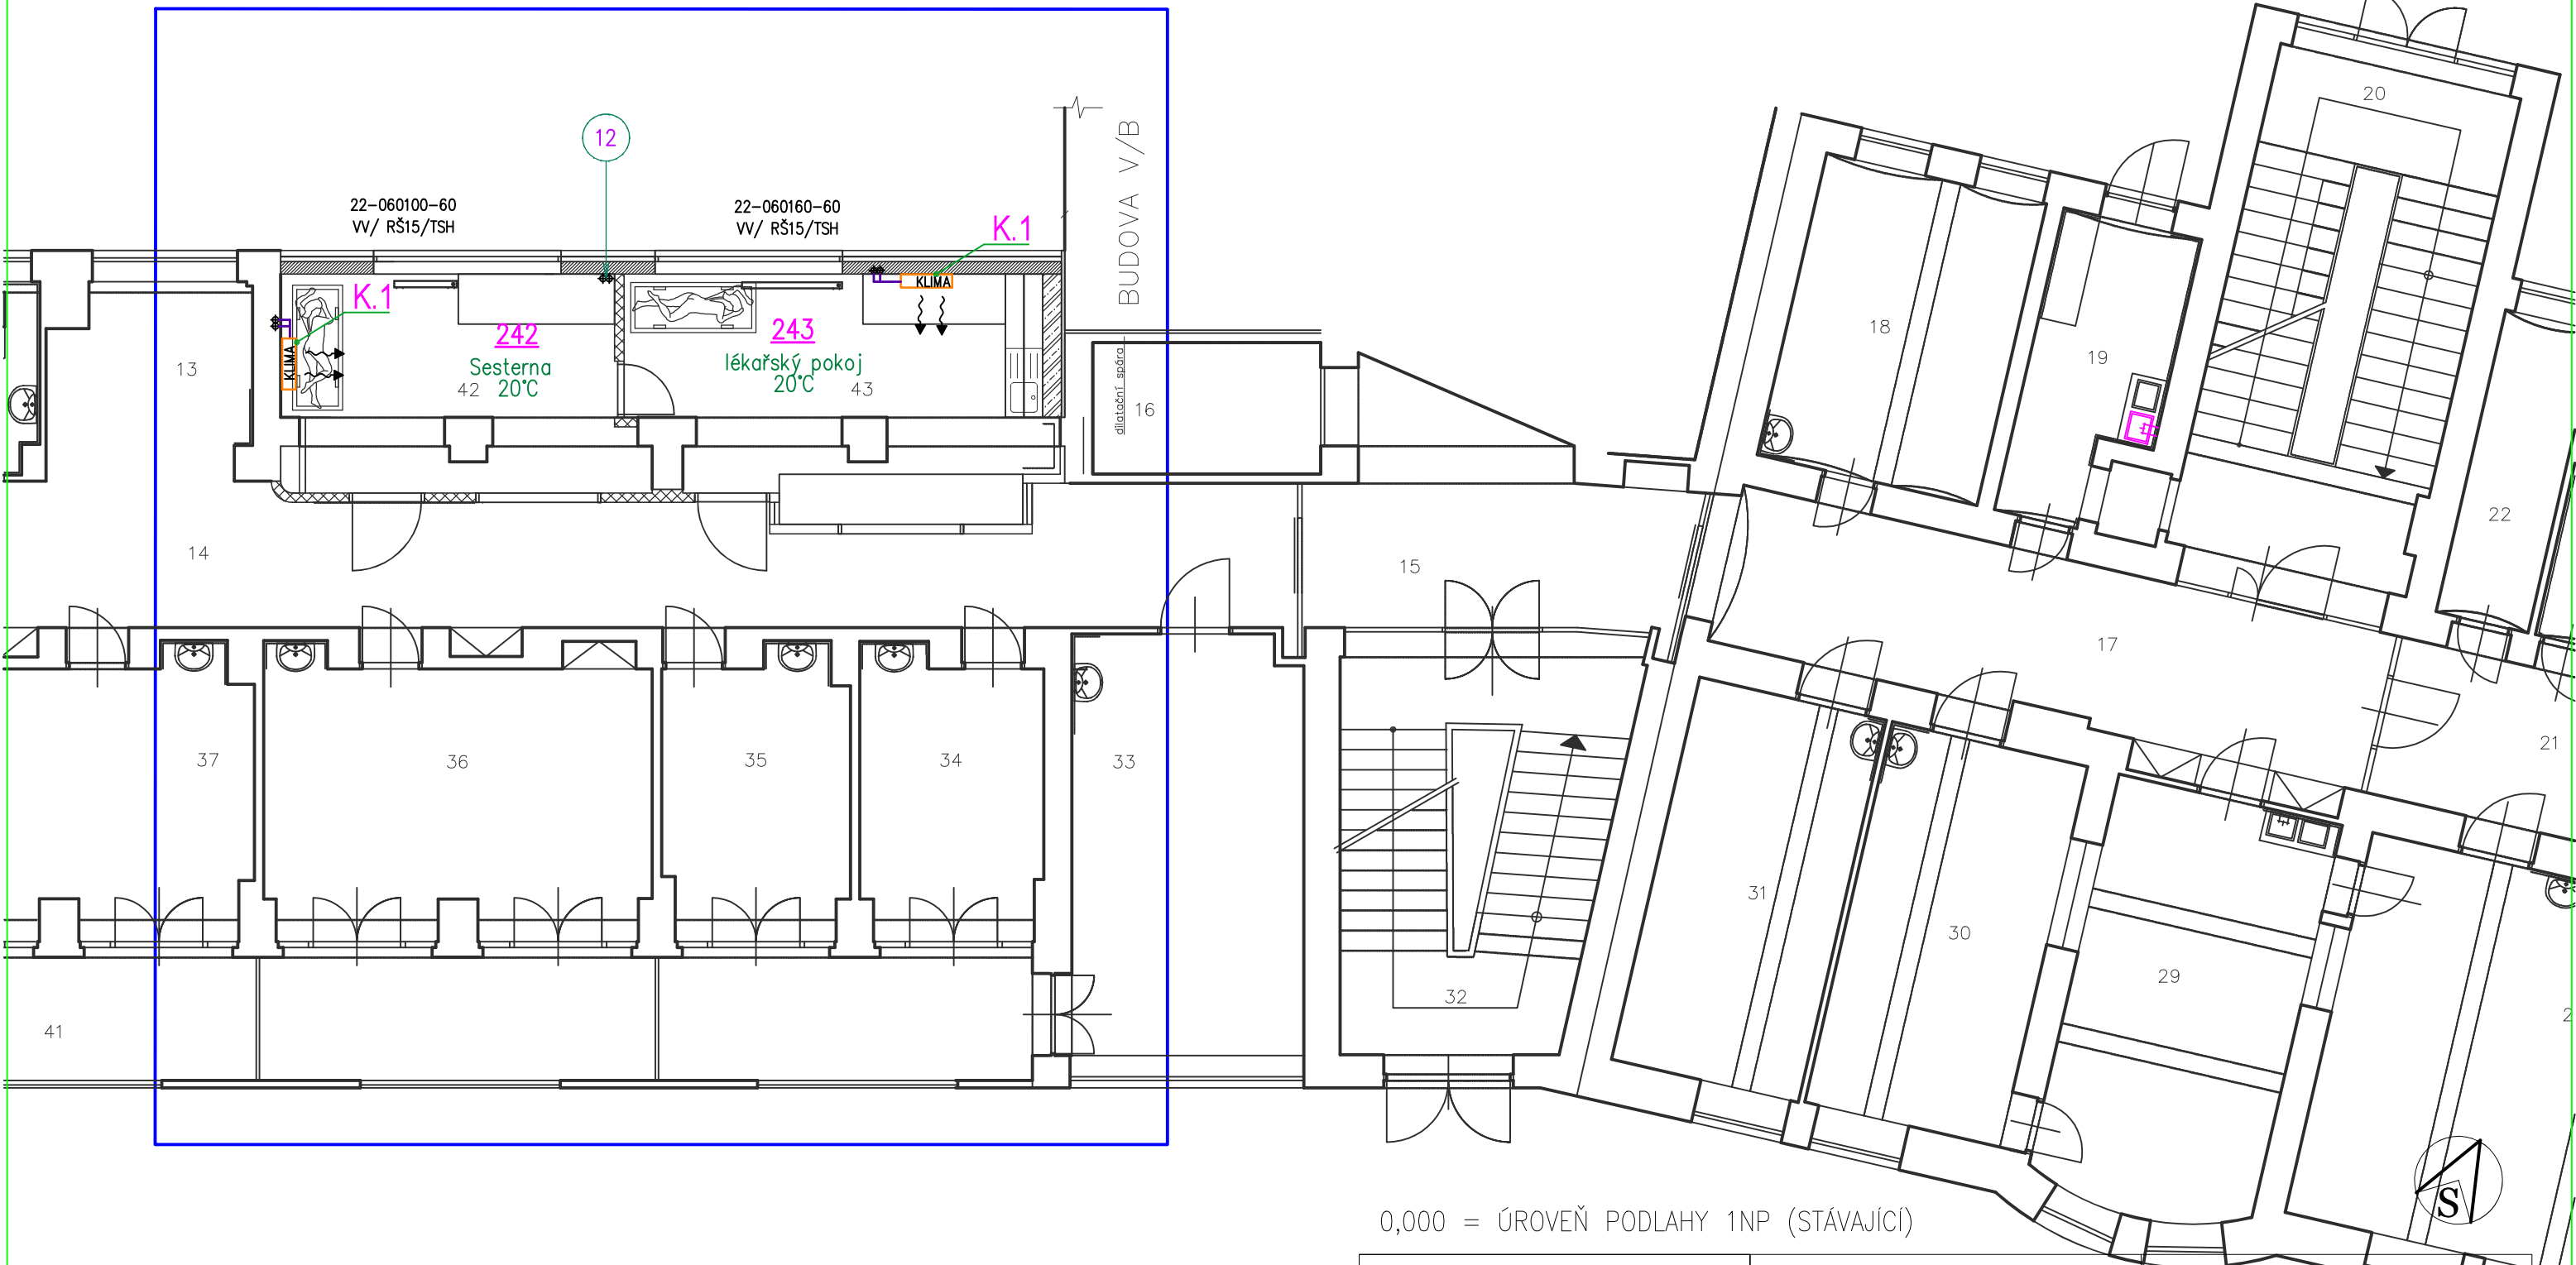 20
12
BUDOVA V/B
22-060100-60
VV/ RŠ15/TSH
22-060160-60
VV/ RŠ15/TSH
K.1
KLIMA
K.1
KLIMA
242
Sesterna
20°C
42
243
lékařský pokoj
20°C
43
dilatační spára
13
16
18
19
22
14
15
17
21
37
36
35
34
33
31
30
29
32
41
2
S
0,000 = ÚROVEŇ PODLAHY 1NP (STÁVAJÍCÍ)